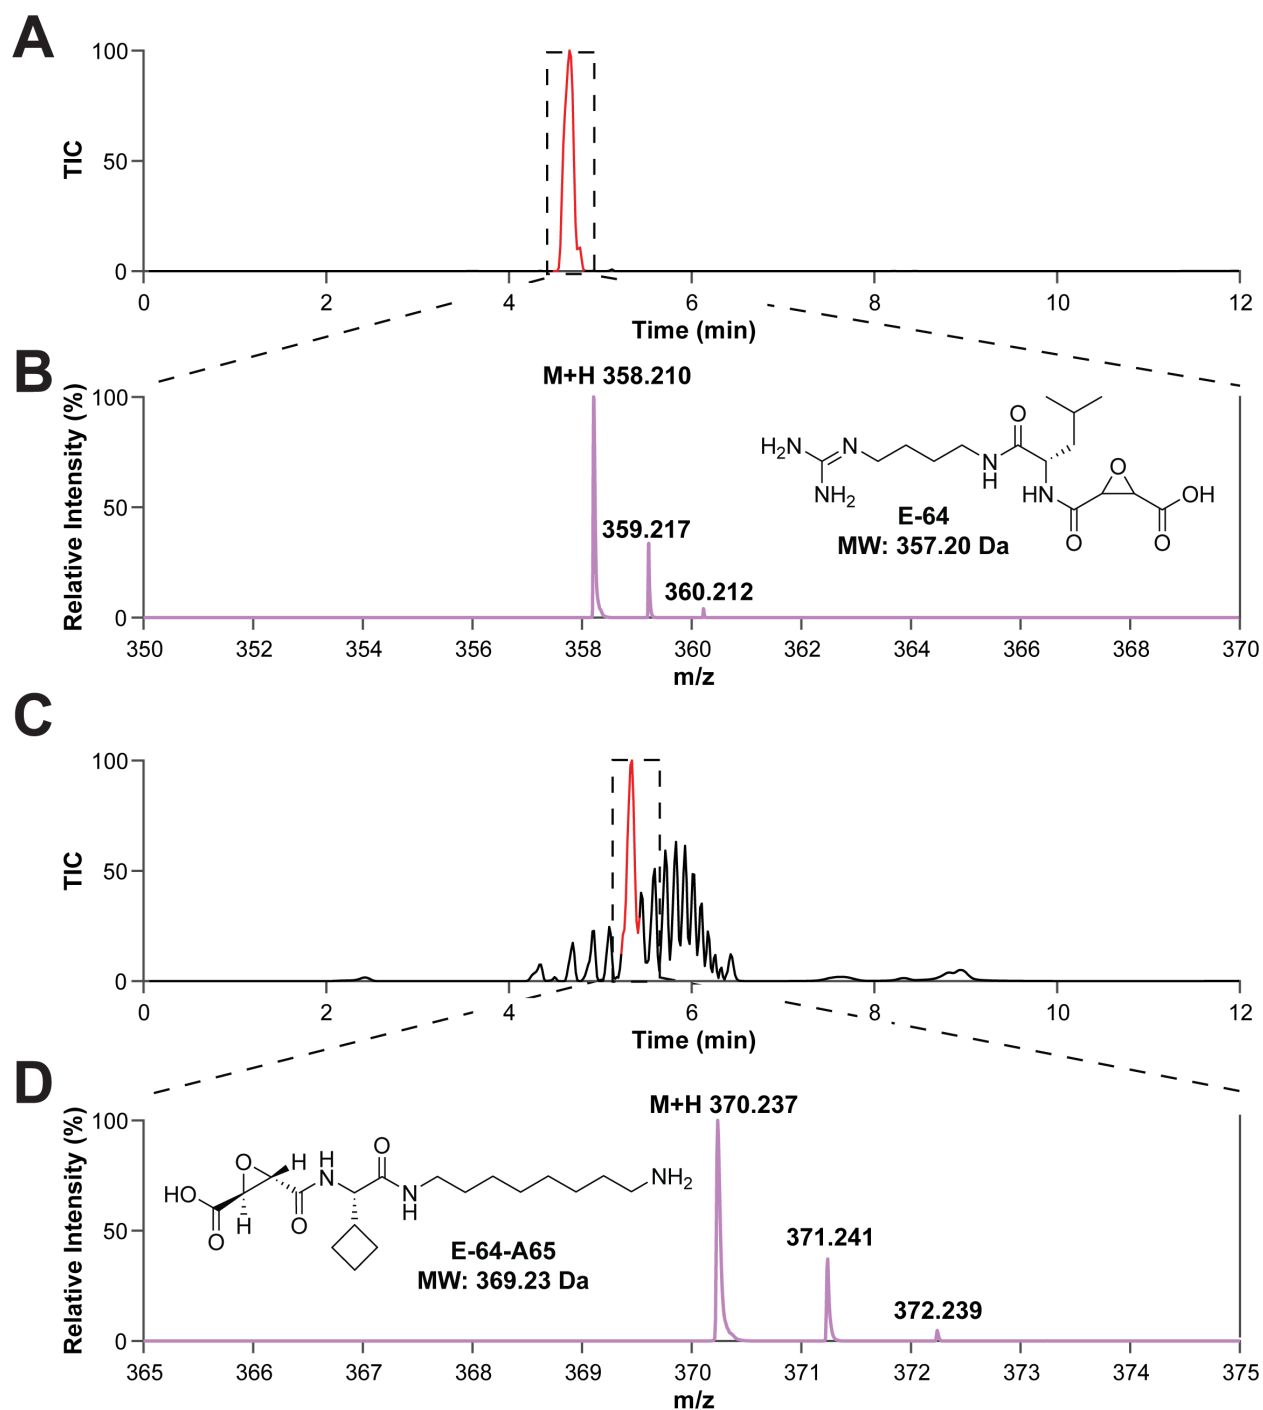 A
100
50
0
TIC
0 2 4 6 8 10 12
Time (min)
B
M+H 358.210
359.217
360.212
100
50
0
Relative Intensity (%)
H₂N
N
NH₂
N
H
O
HN
O
O
OH
O
E-64
MW: 357.20 Da
350 352 354 356 358 360 362 364 366 368 370
m/z
C
100
50
0
TIC
0 2 4 6 8 10 12
Time (min)
D
M+H 370.237
371.241
372.239
100
50
0
Relative Intensity (%)
HO
O
O
H
H
O
H
N
O
N
H
NH₂
E-64-A65
MW: 369.23 Da
365 366 367 368 369 370 371 372 373 374 375
m/z